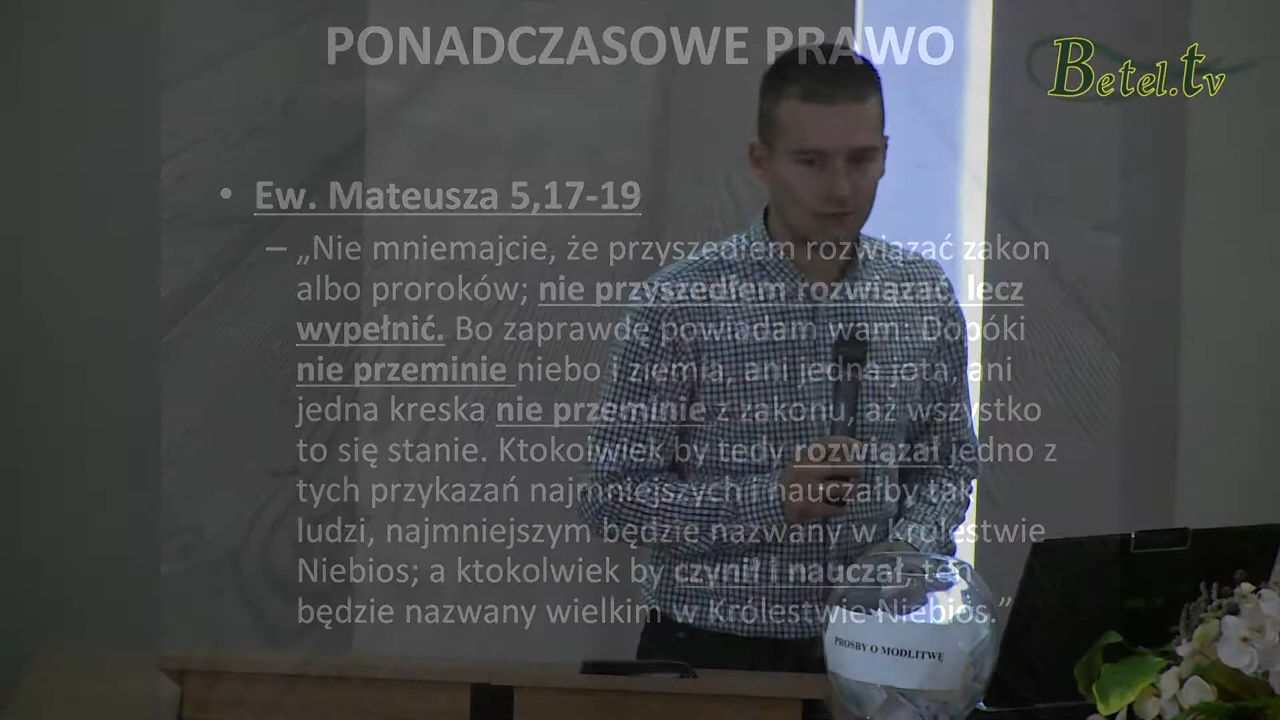 PONADCZASOWE PRAWO
Betel.tv
• Ew. Mateusza 5,17-19
– „Nie mniemajcie, że przyszedłem rozwiązać zakon
albo proroków; nie przyszedłem rozwiązać, lecz
wypełnić. Bo zaprawdę powiadam wam: Dopóki
nie przeminie niebo i ziemia, ani jedna jota, ani
jedna kreska nie przeminie z zakonu, aż wszystko
to się stanie. Ktokolwiek by tedy rozwiązał jedno z
tych przykazań najmniejszych i nauczałby tak
ludzi, najmniejszym będzie nazwany w Królestwie
Niebios; a ktokolwiek by czynił i nauczał, ten
będzie nazwany wielkim w Królestwie Niebios.”
PROŚBY O MODLITWĘ